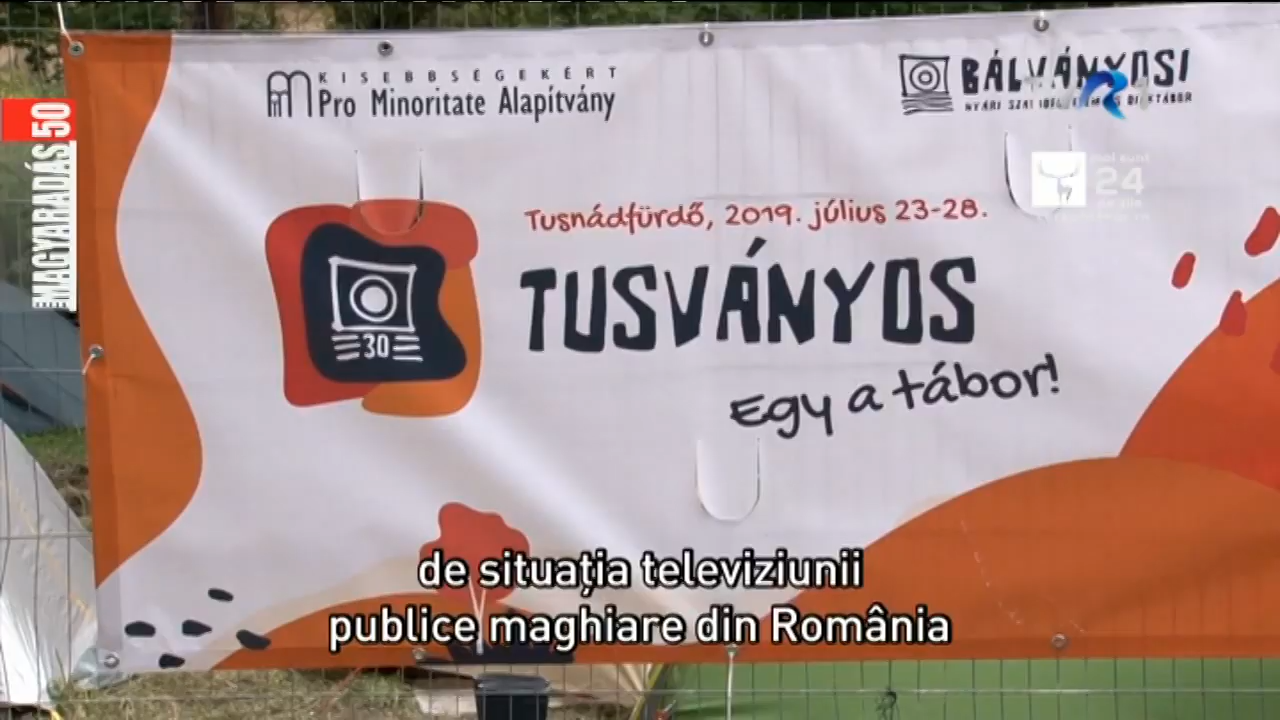 KISEBBSÉGEKÉRT
Pro Minoritate Alapítvány
BÁLVÁNYOSI
Tusnádfürdő, 2019. július 23-28.
TUSVÁNYOS
Egy a tábor!
30
MAGYARADÁS 50
24
de situația televiziunii
publice maghiare din România